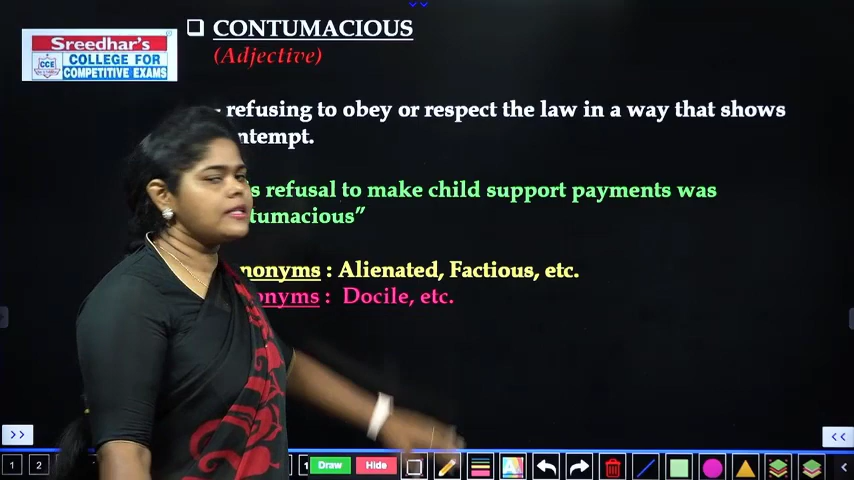 CONTUMACIOUS
(Adjective)
Sreedhar's
CCE
COLLEGE FOR
COMPETITIVE EXAMS
refusing to obey or respect the law in a way that shows
ntempt.
s refusal to make child support payments was
tumacious”
nonyms : Alienated, Factious, etc.
onyms : Docile, etc.
>>
<<
1 2 1 Draw Hide A <